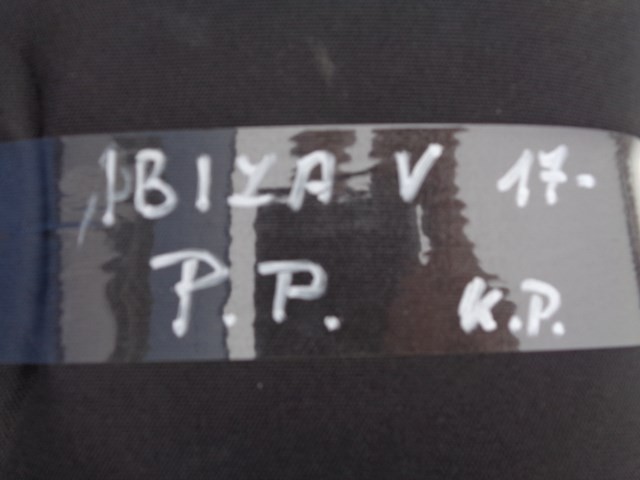 IBIZA V 17-
P.P. K.P.